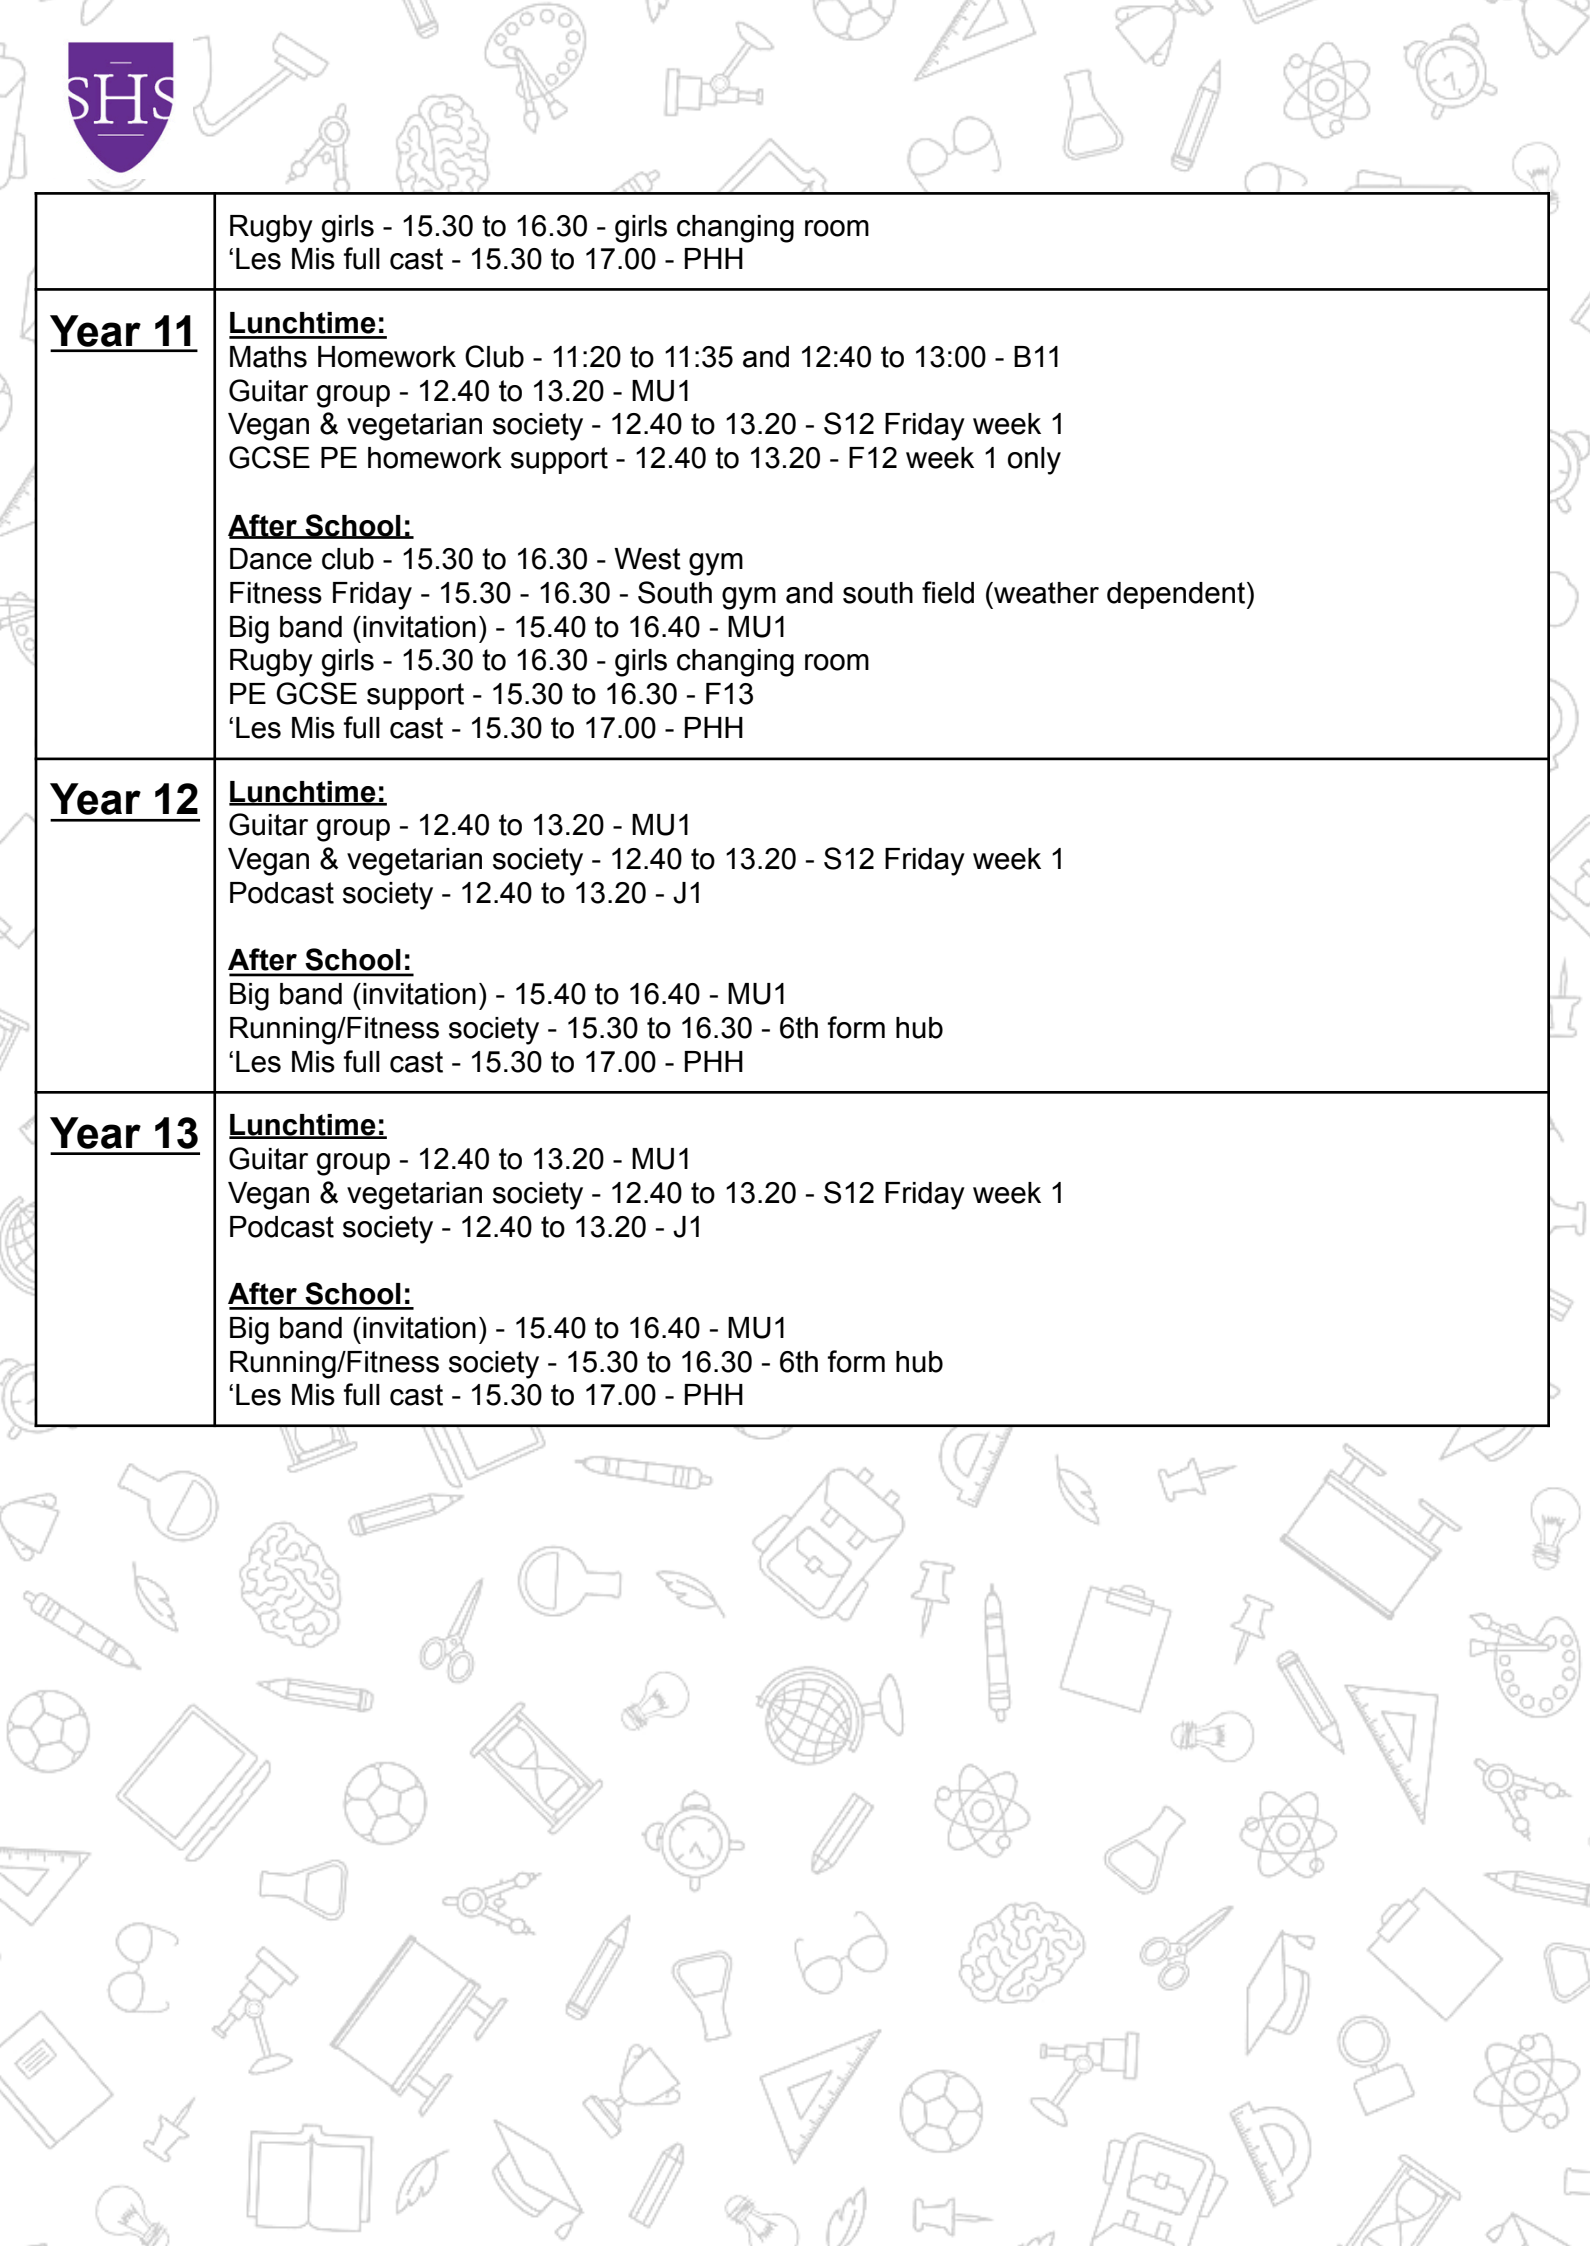 SHS
Rugby girls - 15.30 to 16.30 - girls changing room
‘Les Mis full cast - 15.30 to 17.00 - PHH
Year 11
Lunchtime:
Maths Homework Club - 11:20 to 11:35 and 12:40 to 13:00 - B11
Guitar group - 12.40 to 13.20 - MU1
Vegan & vegetarian society - 12.40 to 13.20 - S12 Friday week 1
GCSE PE homework support - 12.40 to 13.20 - F12 week 1 only
After School:
Dance club - 15.30 to 16.30 - West gym
Fitness Friday - 15.30 - 16.30 - South gym and south field (weather dependent)
Big band (invitation) - 15.40 to 16.40 - MU1
Rugby girls - 15.30 to 16.30 - girls changing room
PE GCSE support - 15.30 to 16.30 - F13
‘Les Mis full cast - 15.30 to 17.00 - PHH
Year 12
Lunchtime:
Guitar group - 12.40 to 13.20 - MU1
Vegan & vegetarian society - 12.40 to 13.20 - S12 Friday week 1
Podcast society - 12.40 to 13.20 - J1
After School:
Big band (invitation) - 15.40 to 16.40 - MU1
Running/Fitness society - 15.30 to 16.30 - 6th form hub
‘Les Mis full cast - 15.30 to 17.00 - PHH
Year 13
Lunchtime:
Guitar group - 12.40 to 13.20 - MU1
Vegan & vegetarian society - 12.40 to 13.20 - S12 Friday week 1
Podcast society - 12.40 to 13.20 - J1
After School:
Big band (invitation) - 15.40 to 16.40 - MU1
Running/Fitness society - 15.30 to 16.30 - 6th form hub
‘Les Mis full cast - 15.30 to 17.00 - PHH